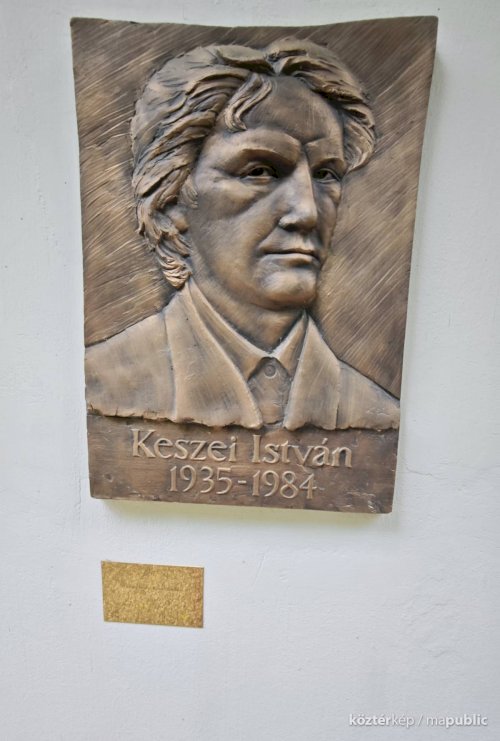 Keszei István
1935-1984
köztérkép / mapublic